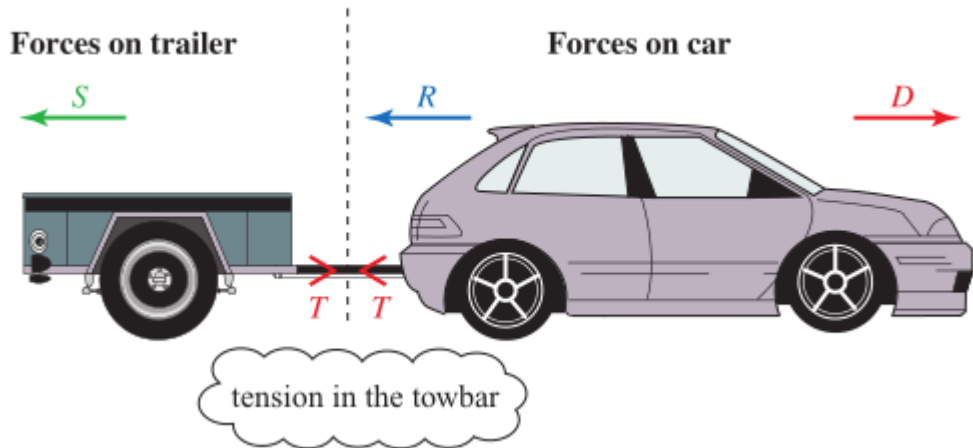 Forces on trailer
Forces on car
S
R
D
T
T
tension in the towbar